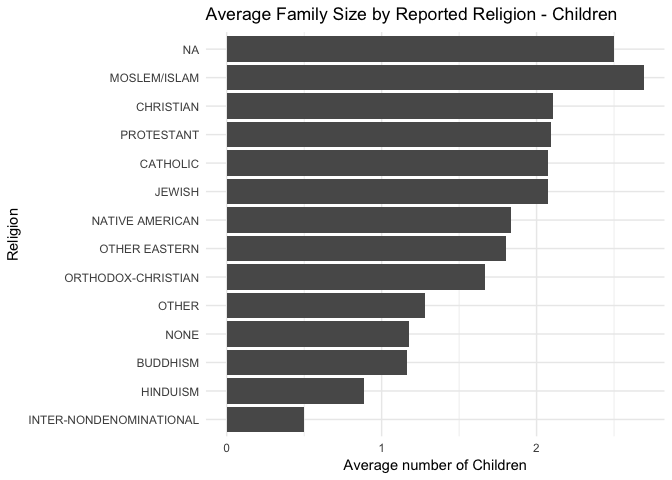 Average Family Size by Reported Religion - Children
NA
MOSLEM/ISLAM
CHRISTIAN
PROTESTANT
CATHOLIC
JEWISH
NATIVE AMERICAN
OTHER EASTERN
ORTHODOX-CHRISTIAN
OTHER
NONE
BUDDHISM
HINDUISM
INTER-NONDENOMINATIONAL
Religion
0 1 2
Average number of Children